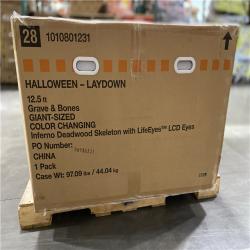 28
1010801231
HALLOWEEN – LAYDOWN
12.5 ft
Grave & Bones
GIANT-SIZED
COLOR CHANGING
Inferno Deadwood Skeleton with LifeEyes™ LCD Eyes
PO Number:
CHINA
1 Pack
Case Weight: 97.09 lbs / 44.04 kg